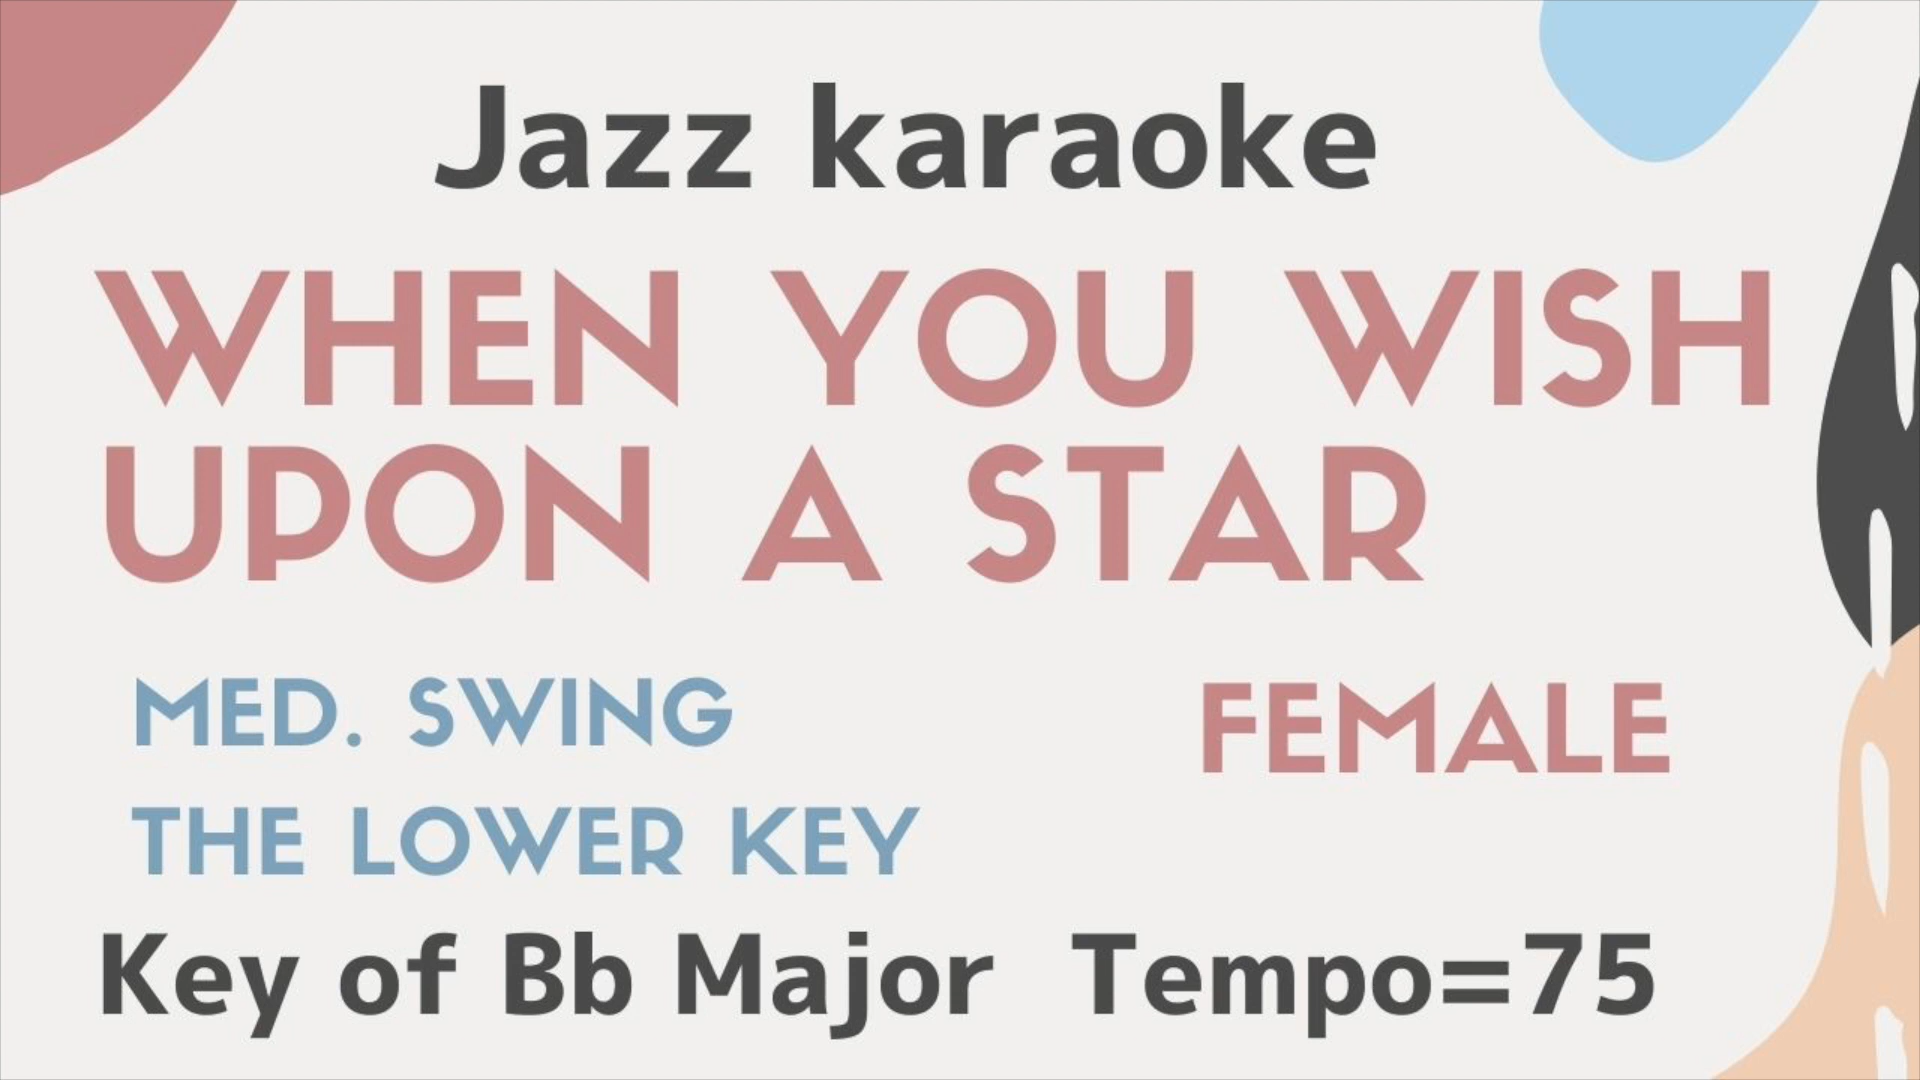 Jazz karaoke
WHEN YOU WISH
UPON A STAR
MED. SWING
FEMALE
THE LOWER KEY
Key of Bb Major Tempo=75